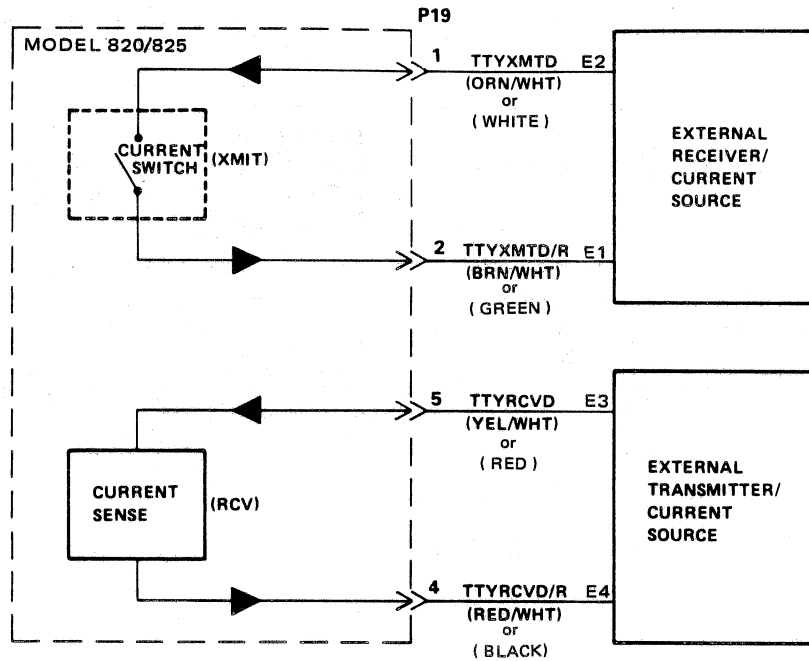 P19
MODEL 820/825
1 TTYXMTD E2
(ORN/WHT)
or
( WHITE )
CURRENT
SWITCH
(XMIT)
EXTERNAL
RECEIVER/
CURRENT
SOURCE
2 TTYXMTD/R E1
(BRN/WHT)
or
( GREEN )
5 TTYRCVD E3
(YEL/WHT)
or
( RED )
CURRENT
SENSE
(RCV)
EXTERNAL
TRANSMITTER/
CURRENT
SOURCE
4 TTYRCVD/R E4
(RED/WHT)
or
( BLACK)